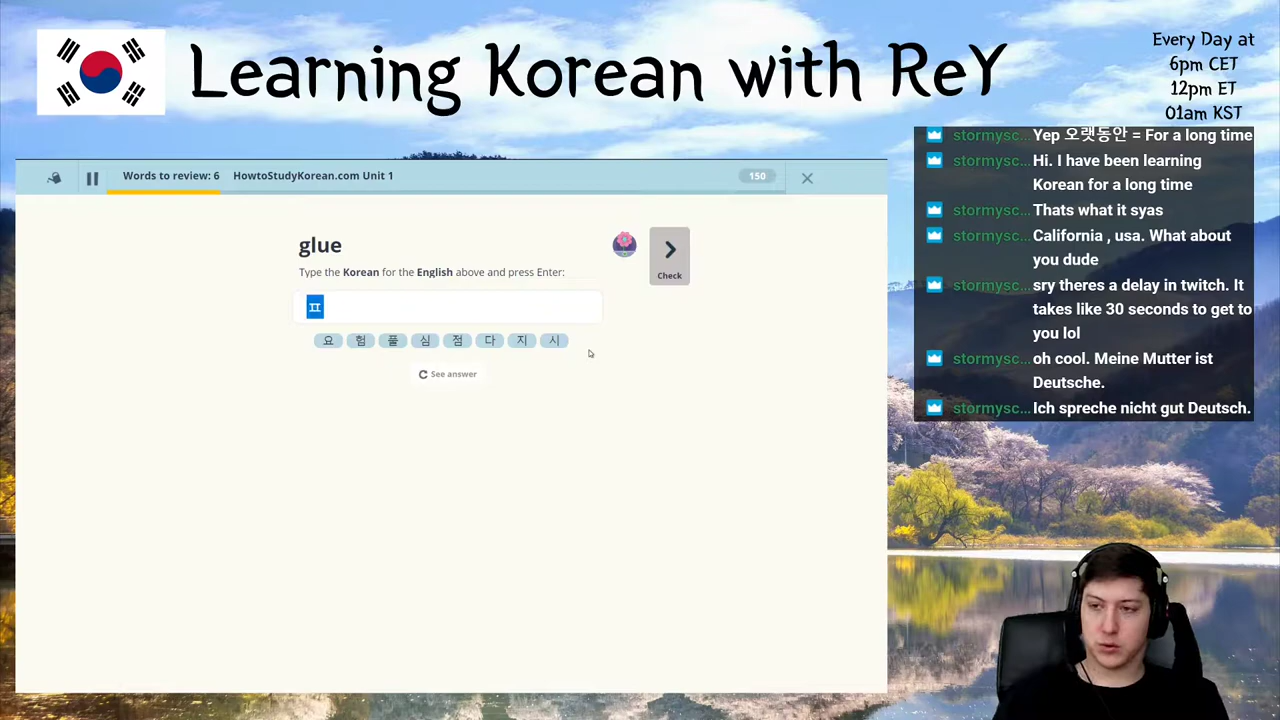 Learning Korean with ReY
Every Day at
6pm CET
12pm ET
01am KST
Words to review: 6
HowtoStudyKorean.com Unit 1
150
glue
Check
Type the Korean for the English above and press Enter:
ㅍ
요 험 풀 심 점 다 지 시
See answer
stormysc... Yep 오랫동안 = For a long time
stormysc... Hi. I have been learning
Korean for a long time
stormysc... Thats what it syas
stormysc... California , usa. What about
you dude
stormysc... sry theres a delay in twitch. It
takes like 30 seconds to get to
you lol
stormysc... oh cool. Meine Mutter ist
Deutsche.
stormysc... Ich spreche nicht gut Deutsch.